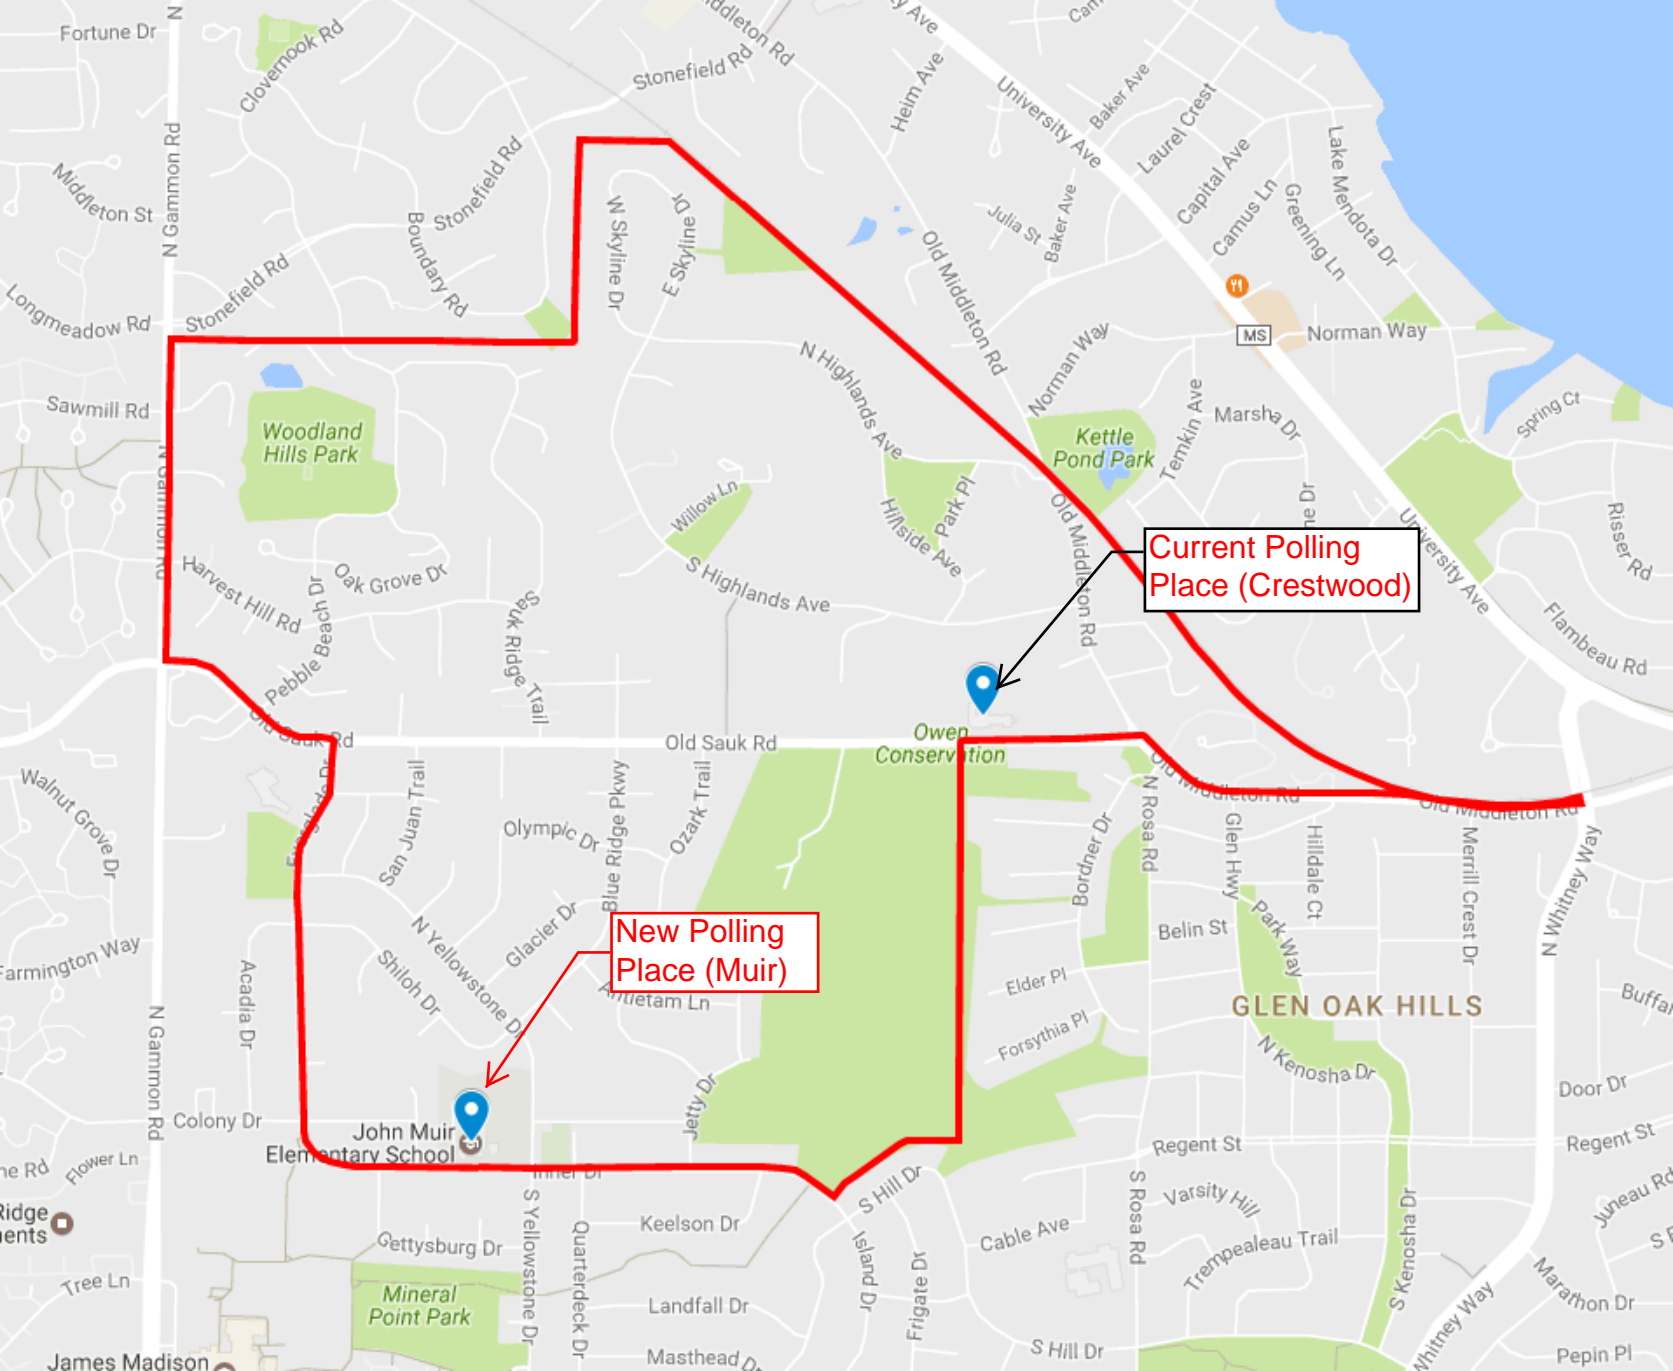 Fortune Dr
Clovernook Rd
N
Stonefield Rd
Heim Ave
University Ave
Baker Ave
Laurel Crest
Capital Ave
Camus Ln
Greening Ln
Lake Mendota Dr
Middleton St
N Gammon Rd
Stonefield Rd
Boundary Rd
W Skyline Dr
E Skyline Dr
Julia St
Baker Ave
Old Middleton Rd
Longmeadow Rd
Stonefield Rd
MS
Norman Way
Norman Way
N Highlands Ave
Sawmill Rd
Woodland
Hills Park
Kettle
Pond Park
Temkin Ave
Marsha Dr
Spring Ct
N Gammon Rd
Willow Ln
Hillside Ave
Park Pl
Old Middleton Rd
University Ave
Risser Rd
Current Polling
Place (Crestwood)
Harvest Hill Rd
Oak Grove Dr
Pebble Beach Dr
Sauk Ridge Trail
S Highlands Ave
Flambeau Rd
Old Sauk Rd
Old Sauk Rd
Owen
Conservation
Old Middleton Rd
Old Middleton Rd
Walnut Grove Dr
Everglade Dr
San Juan Trail
Olympic Dr
Blue Ridge Pkwy
Ozark Trail
Bordner Dr
N Rosa Rd
Glen Hwy
Hilldale Ct
Merrill Crest Dr
N Whitney Way
Park Way
Belin St
Farmington Way
N Yellowstone Dr
Glacier Dr
New Polling
Place (Muir)
Shiloh Dr
Acadia Dr
Antietam Ln
Elder Pl
Forsythia Pl
GLEN OAK HILLS
N Kenosha Dr
N Gammon Rd
Door Dr
Colony Dr
John Muir
Elementary School
Jetty Dr
Inner Dr
Regent St
Regent St
Flower Ln
S Hill Dr
S Rosa Rd
Varsity Hill
Juneau Rd
S Yellowstone Dr
Keelson Dr
Quarterdeck Dr
Gettysburg Dr
Island Dr
Frigate Dr
Cable Ave
Trempealeau Trail
S Kenosha Dr
Tree Ln
Mineral
Point Park
Landfall Dr
Marathon Dr
Whitney Way
James Madison
Masthead Dr
S Hill Dr
Pepin Pl